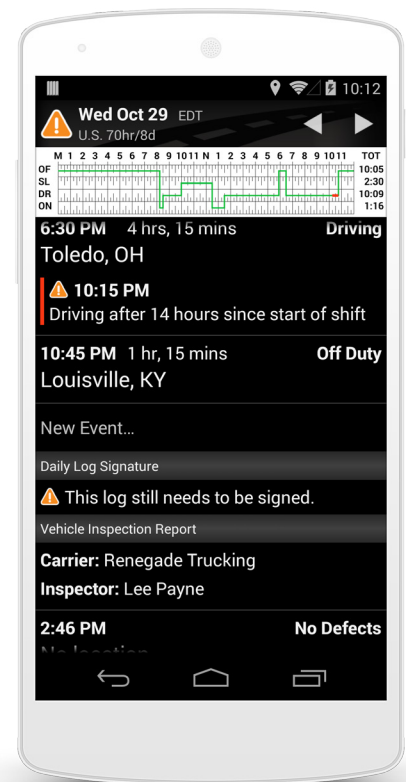 10:12
Wed Oct 29 EDT
U.S. 70hr/8d
M 1 2 3 4 5 6 7 8 9 10 11 N 1 2 3 4 5 6 7 8 9 10 11 TOT
OF 10:05
SL 2:30
DR 10:09
ON 1:16
6:30 PM 4 hrs, 15 mins Driving
Toledo, OH
10:15 PM
Driving after 14 hours since start of shift
10:45 PM 1 hr, 15 mins Off Duty
Louisville, KY
New Event...
Daily Log Signature
This log still needs to be signed.
Vehicle Inspection Report
Carrier: Renegade Trucking
Inspector: Lee Payne
2:46 PM No Defects
No location